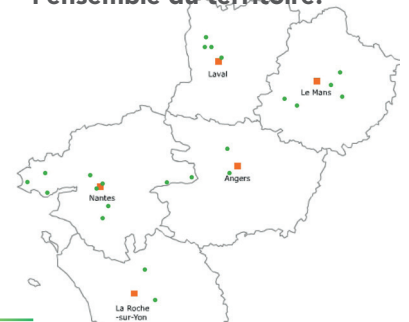 l'ensemble du territoire.
Laval
Le Mans
Angers
Nantes
La Roche
-sur-Yon